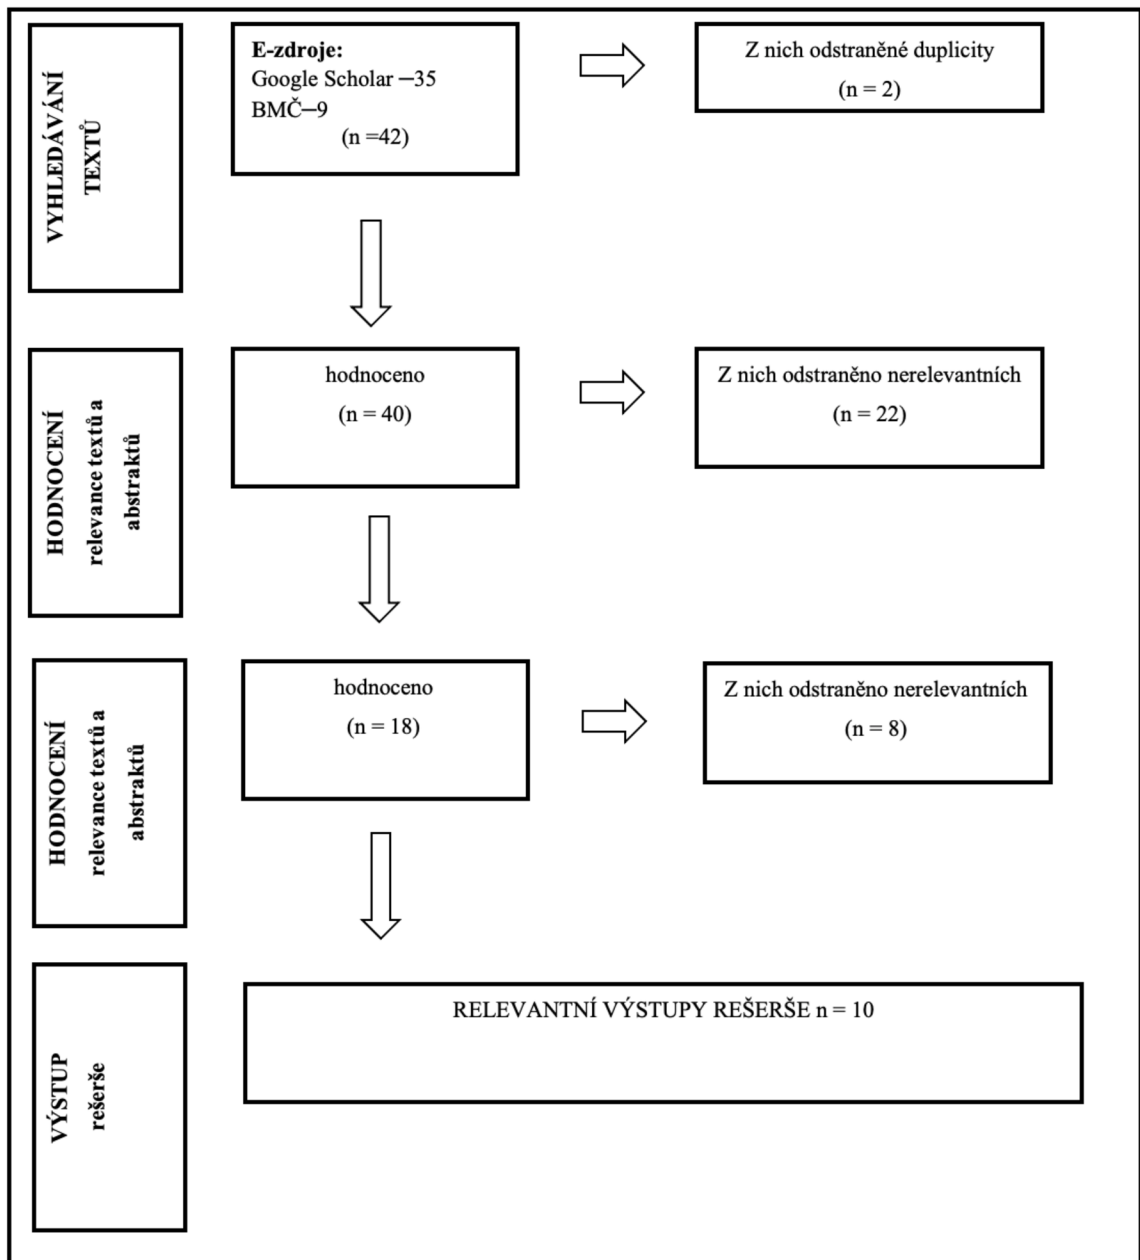 VYHLEDÁVÁNÍ
TEXTŮ
E-zdroje:
Google Scholar –35
BMČ–9
(n =42)
Z nich odstraněné duplicity
(n = 2)
HODNOCENÍ
relevance textů a
abstraktů
hodnoceno
(n = 40)
Z nich odstraněno nerelevantních
(n = 22)
HODNOCENÍ
relevance textů a
abstraktů
hodnoceno
(n = 18)
Z nich odstraněno nerelevantních
(n = 8)
VÝSTUP
rešerše
RELEVANTNÍ VÝSTUPY REŠERŠE n = 10